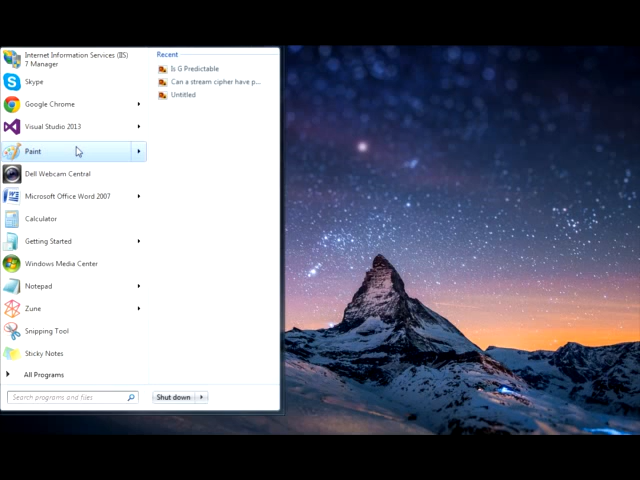 Internet Information Services (IIS)
7 Manager
Skype
Google Chrome
Visual Studio 2013
Paint
Dell Webcam Central
Microsoft Office Word 2007
Calculator
Getting Started
Windows Media Center
Notepad
Zune
Snipping Tool
Sticky Notes
All Programs
Search programs and files
Recent
Is G Predictable
Can a stream cipher have p...
Untitled
Shut down